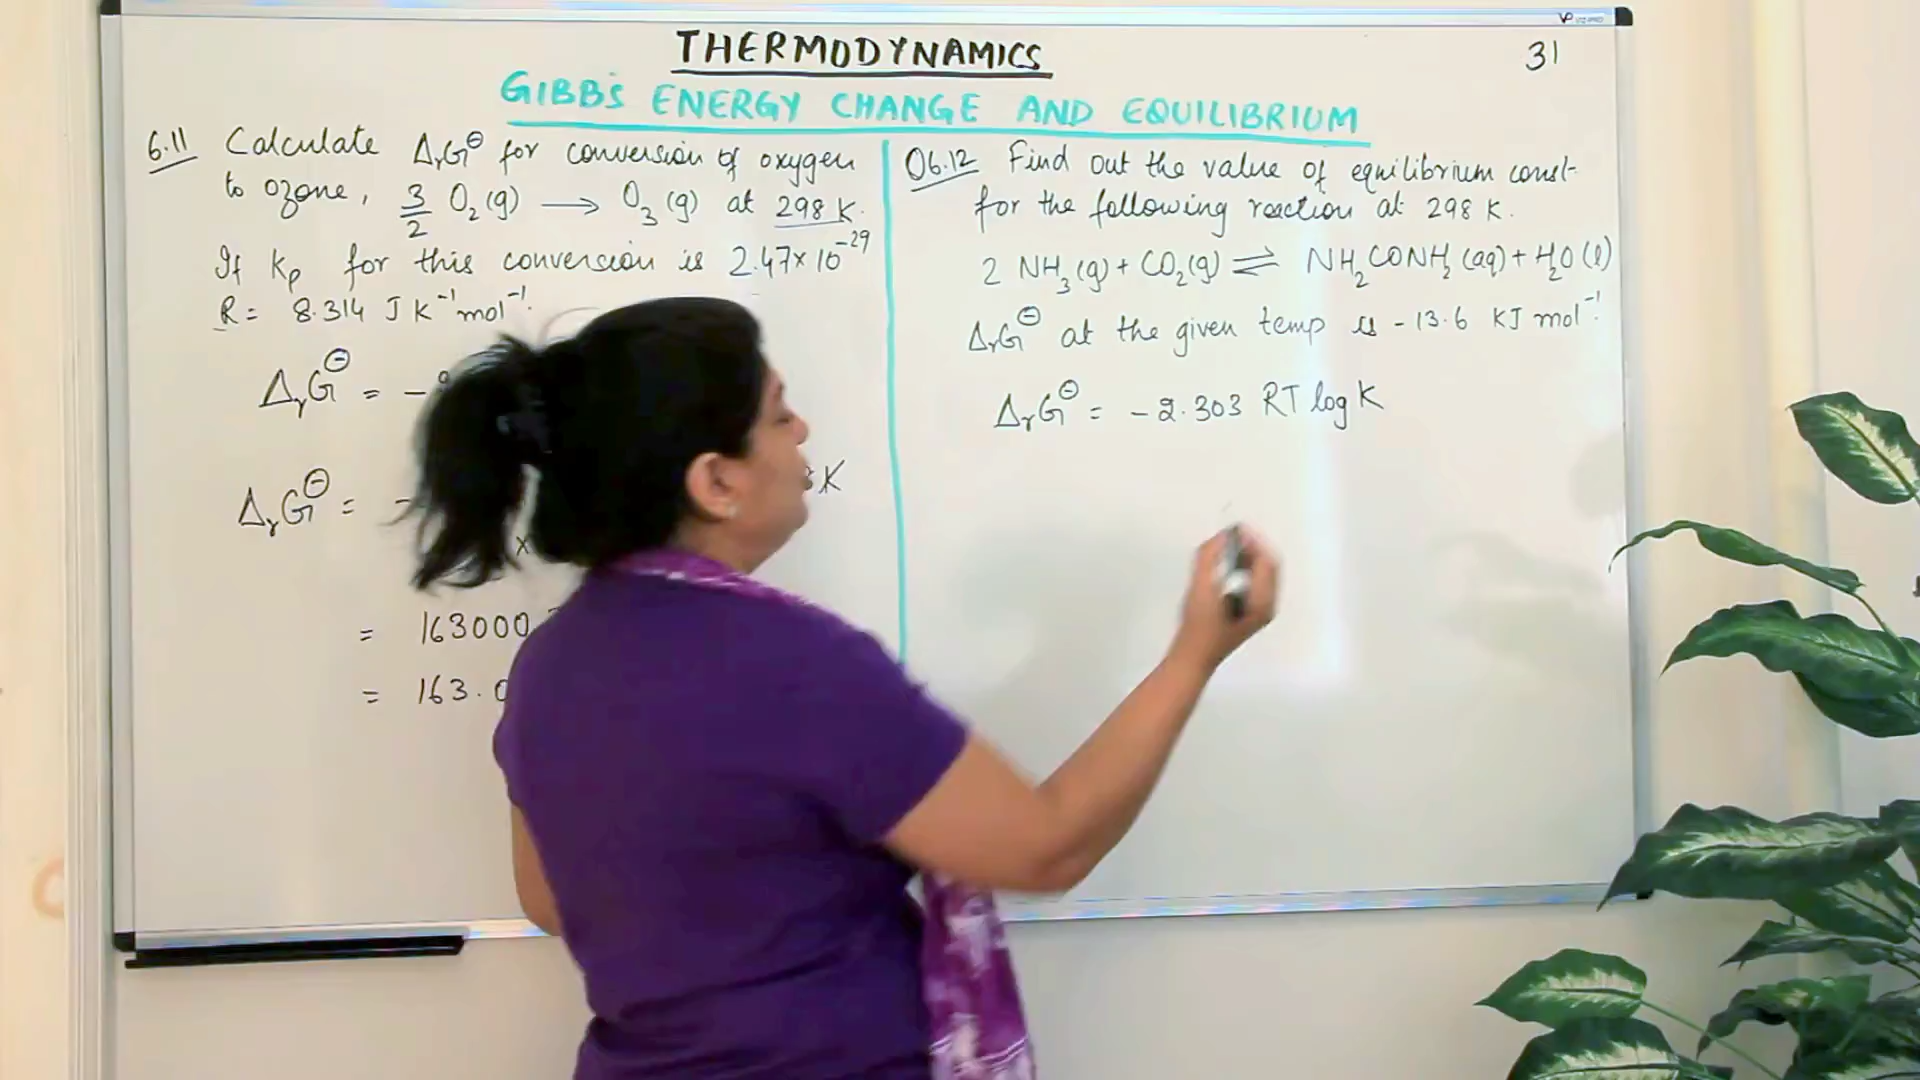 THERMODYNAMICS
31
GIBB'S ENERGY CHANGE AND EQUILIBRIUM
6.11 Calculate ΔrG⊖ for conversion of oxygen
to ozone, 3/2 O2(g) ⟶ O3(g) at 298 K.
If Kp for this conversion is 2.47×10⁻²⁹
R = 8.314 J K⁻¹ mol⁻¹.
ΔrG⊖ = -
ΔrG⊖ = - K
×
= 163000
= 163.0
Q6.12 Find out the value of equilibrium const-
for the following reaction at 298 K.
2 NH3(g) + CO2(g) ⇌ NH2CONH2(aq) + H2O(l)
ΔrG⊖ at the given temp is -13.6 KJ mol⁻¹.
ΔrG⊖ = -2.303 RT log K